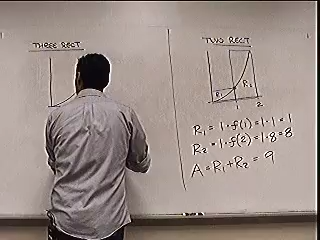 THREE RECT
TWO RECT
R₁ R₂
1 2
R₁ = 1·f(1) = 1·1 = 1
R₂ = 1·f(2) = 1·8 = 8
A = R₁ + R₂ = 9